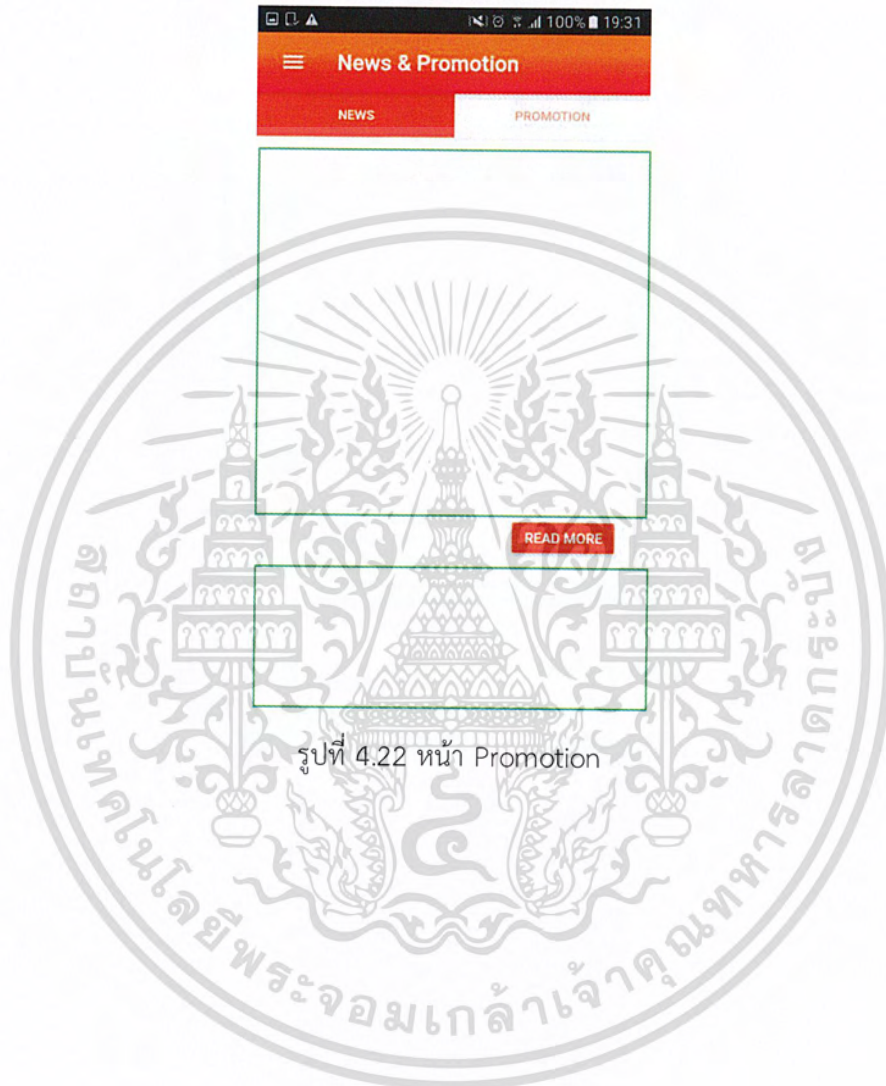 100% 19:31
News & Promotion
NEWS PROMOTION
READ MORE
รูปที่ 4.22 หน้า Promotion
สถาบันเทคโนโลยีพระจอมเกล้าเจ้าคุณทหารลาดกระบัง